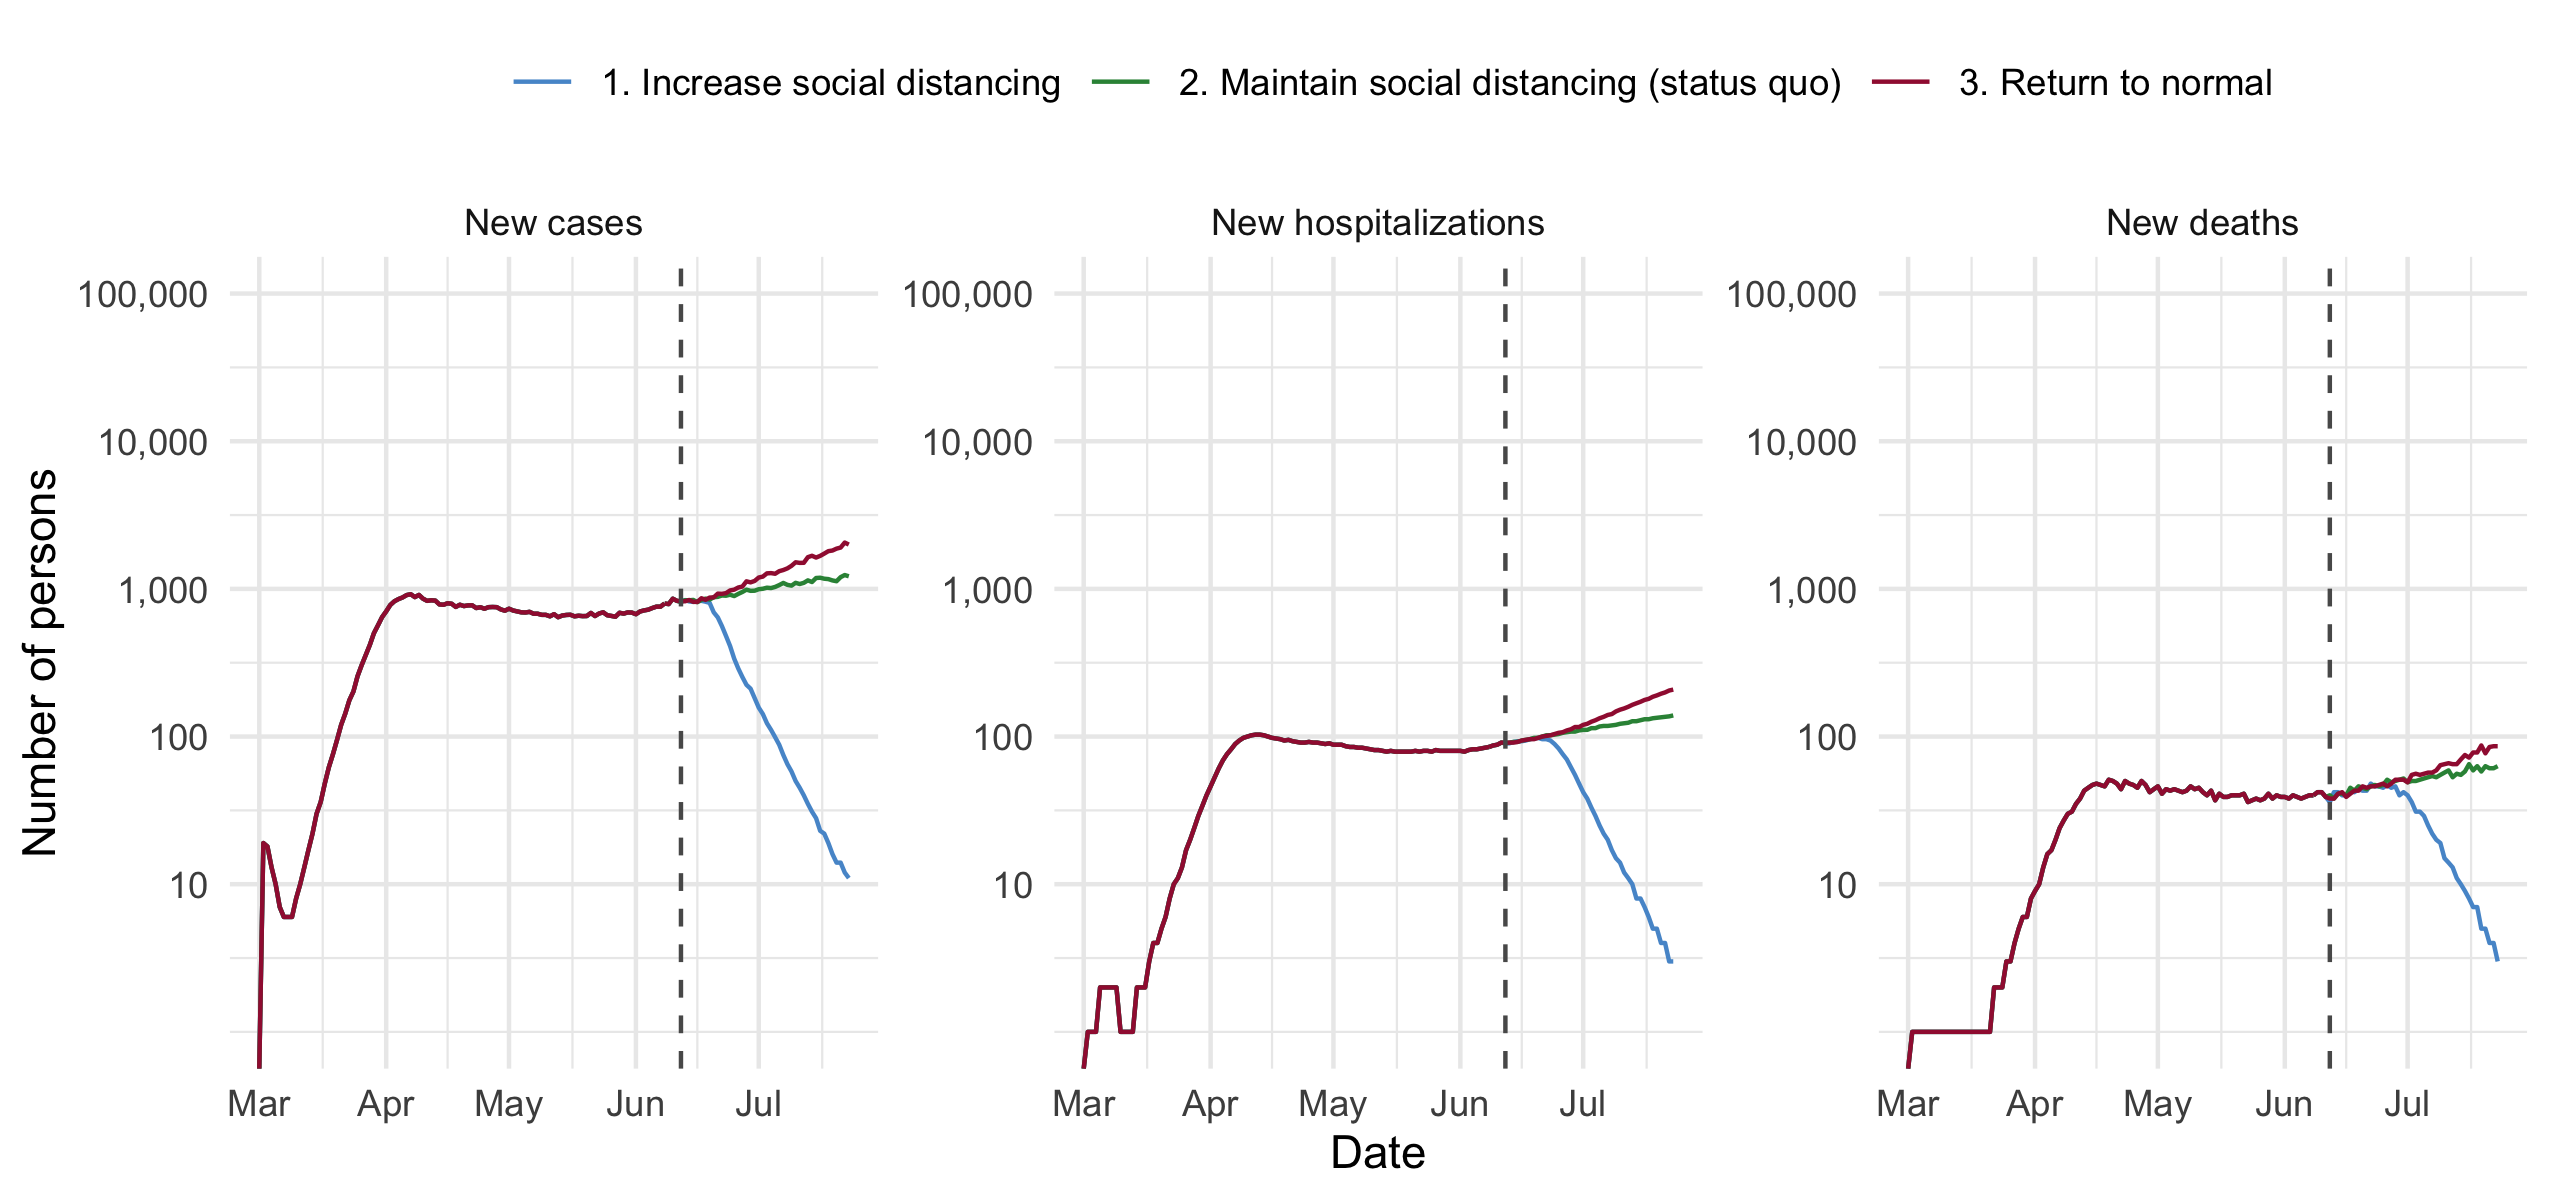 1. Increase social distancing 2. Maintain social distancing (status quo) 3. Return to normal
New cases New hospitalizations New deaths
Number of persons
100,000 100,000 100,000
10,000 10,000 10,000
1,000 1,000 1,000
100 100 100
10 10 10
Mar Apr May Jun Jul Mar Apr May Jun Jul Mar Apr May Jun Jul
Date